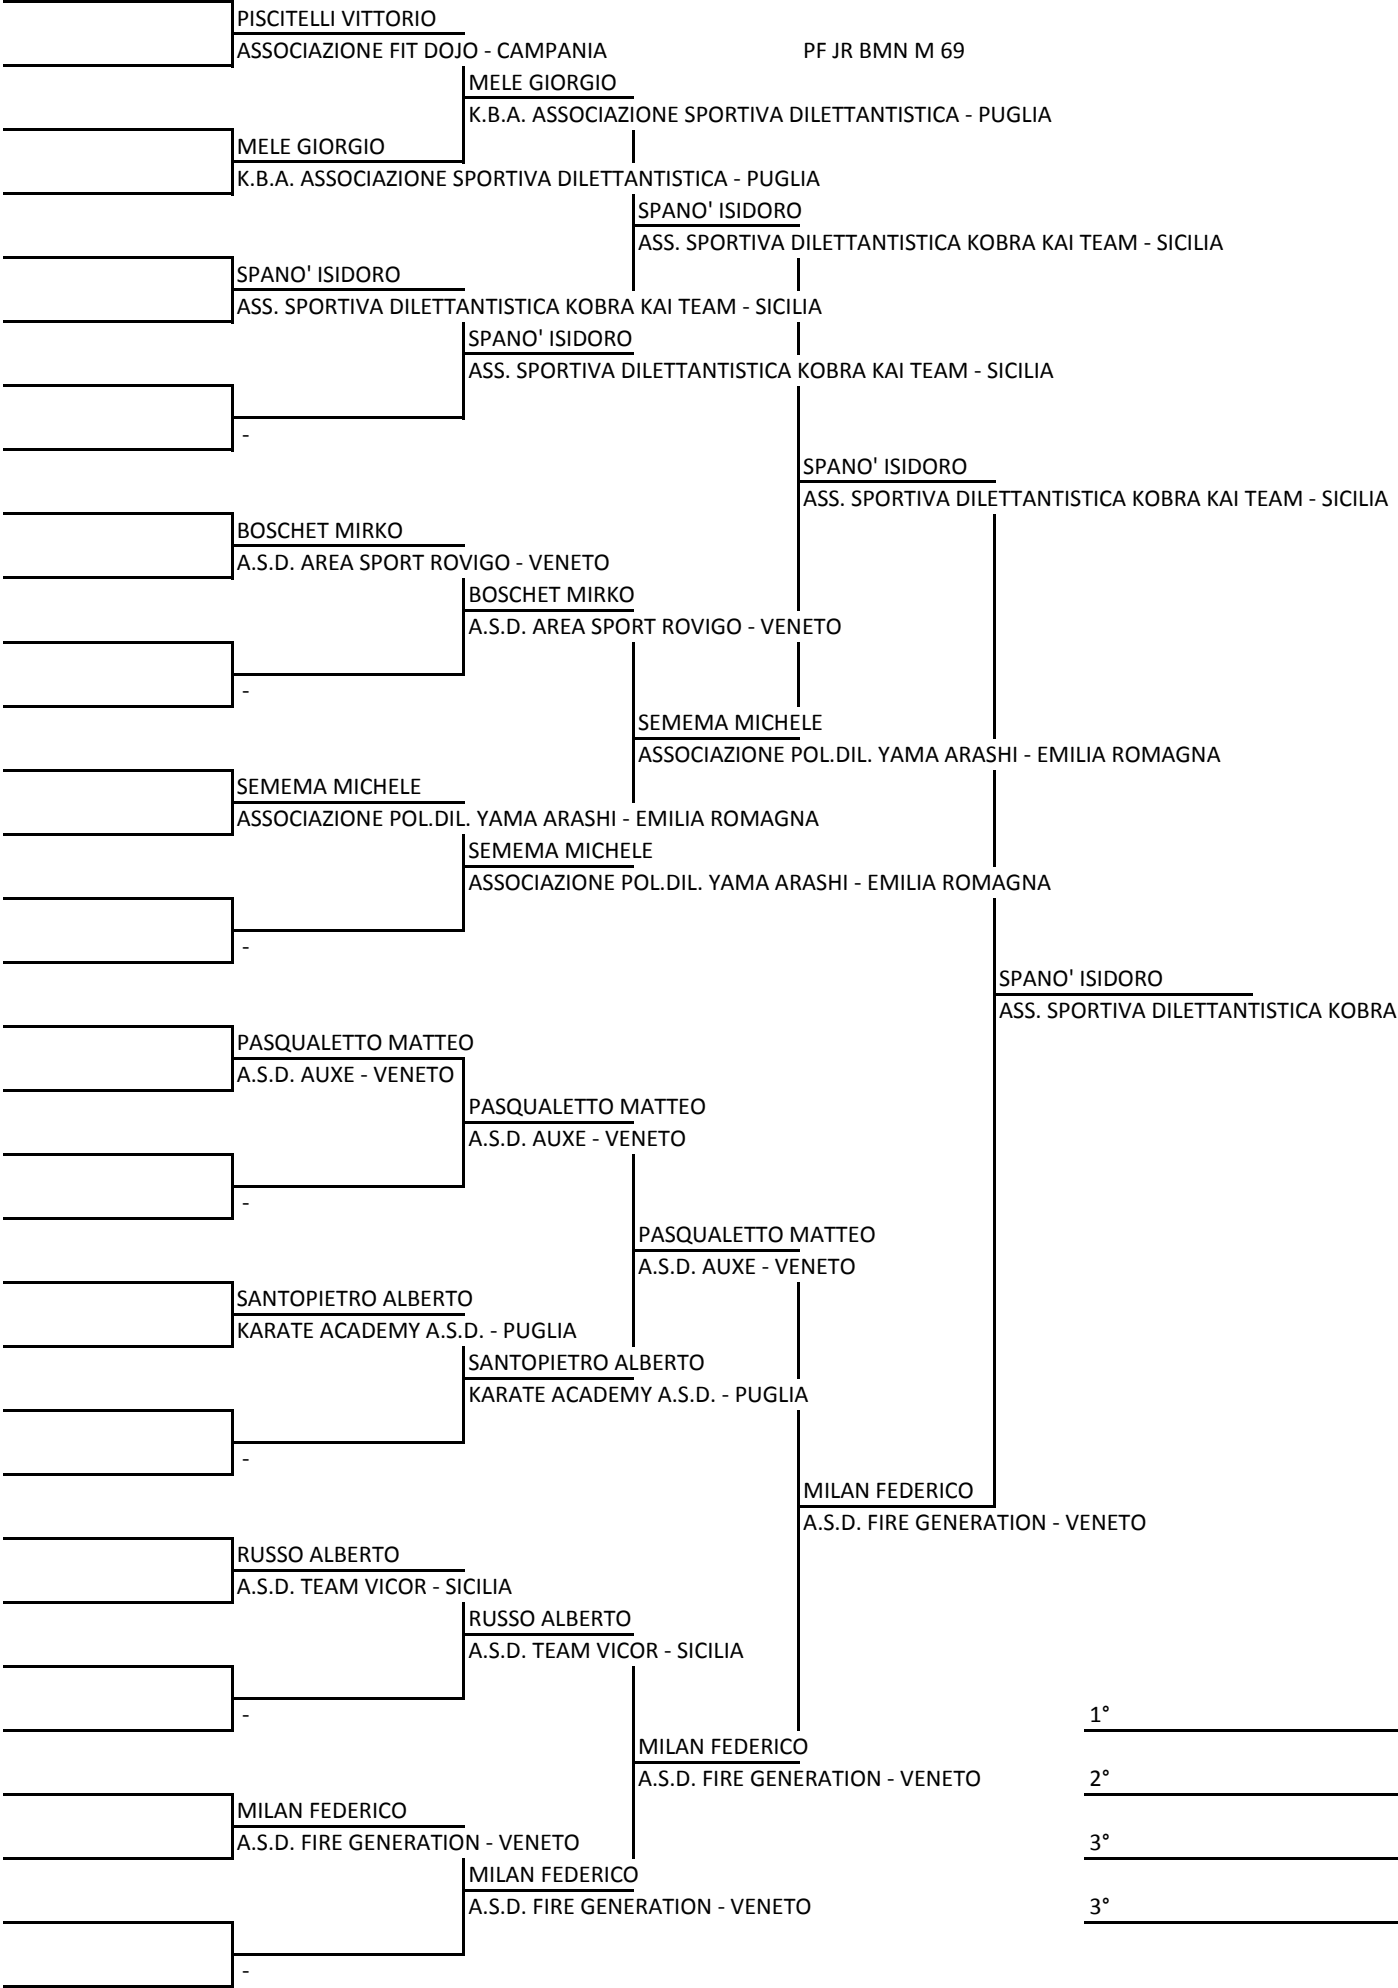 PISCITELLI VITTORIO
ASSOCIAZIONE FIT DOJO - CAMPANIA PF JR BMN M 69
MELE GIORGIO
K.B.A. ASSOCIAZIONE SPORTIVA DILETTANTISTICA - PUGLIA
MELE GIORGIO
K.B.A. ASSOCIAZIONE SPORTIVA DILETTANTISTICA - PUGLIA
SPANO' ISIDORO
ASS. SPORTIVA DILETTANTISTICA KOBRA KAI TEAM - SICILIA
SPANO' ISIDORO
ASS. SPORTIVA DILETTANTISTICA KOBRA KAI TEAM - SICILIA
SPANO' ISIDORO
ASS. SPORTIVA DILETTANTISTICA KOBRA KAI TEAM - SICILIA
-
SPANO' ISIDORO
ASS. SPORTIVA DILETTANTISTICA KOBRA KAI TEAM - SICILIA
BOSCHET MIRKO
A.S.D. AREA SPORT ROVIGO - VENETO
BOSCHET MIRKO
A.S.D. AREA SPORT ROVIGO - VENETO
-
SEMEMA MICHELE
ASSOCIAZIONE POL.DIL. YAMA ARASHI - EMILIA ROMAGNA
SEMEMA MICHELE
ASSOCIAZIONE POL.DIL. YAMA ARASHI - EMILIA ROMAGNA
SEMEMA MICHELE
ASSOCIAZIONE POL.DIL. YAMA ARASHI - EMILIA ROMAGNA
-
SPANO' ISIDORO
ASS. SPORTIVA DILETTANTISTICA KOBRA
PASQUALETTO MATTEO
A.S.D. AUXE - VENETO
PASQUALETTO MATTEO
A.S.D. AUXE - VENETO
-
PASQUALETTO MATTEO
A.S.D. AUXE - VENETO
SANTOPIETRO ALBERTO
KARATE ACADEMY A.S.D. - PUGLIA
SANTOPIETRO ALBERTO
KARATE ACADEMY A.S.D. - PUGLIA
-
MILAN FEDERICO
A.S.D. FIRE GENERATION - VENETO
RUSSO ALBERTO
A.S.D. TEAM VICOR - SICILIA
RUSSO ALBERTO
A.S.D. TEAM VICOR - SICILIA
- 1°
MILAN FEDERICO
A.S.D. FIRE GENERATION - VENETO 2°
MILAN FEDERICO
A.S.D. FIRE GENERATION - VENETO 3°
MILAN FEDERICO
A.S.D. FIRE GENERATION - VENETO 3°
-